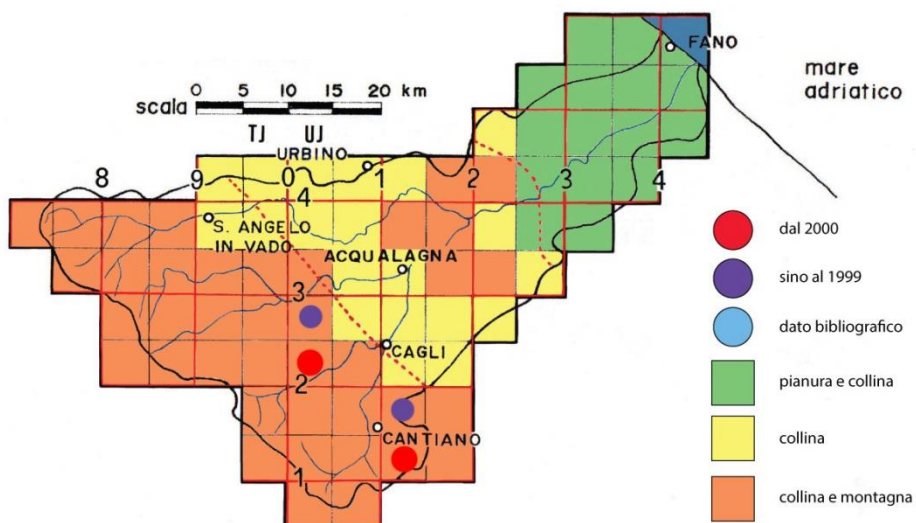 FANO
mare
adriatico
0 5 10 15 20 km
scala
TJ UJ
URBINO
8 9 0 1 2 3 4
4
S. ANGELO
IN VADO
ACQUALAGNA
3
CAGLI
2
CANTIANO
1
dal 2000
sino al 1999
dato bibliografico
pianura e collina
collina
collina e montagna